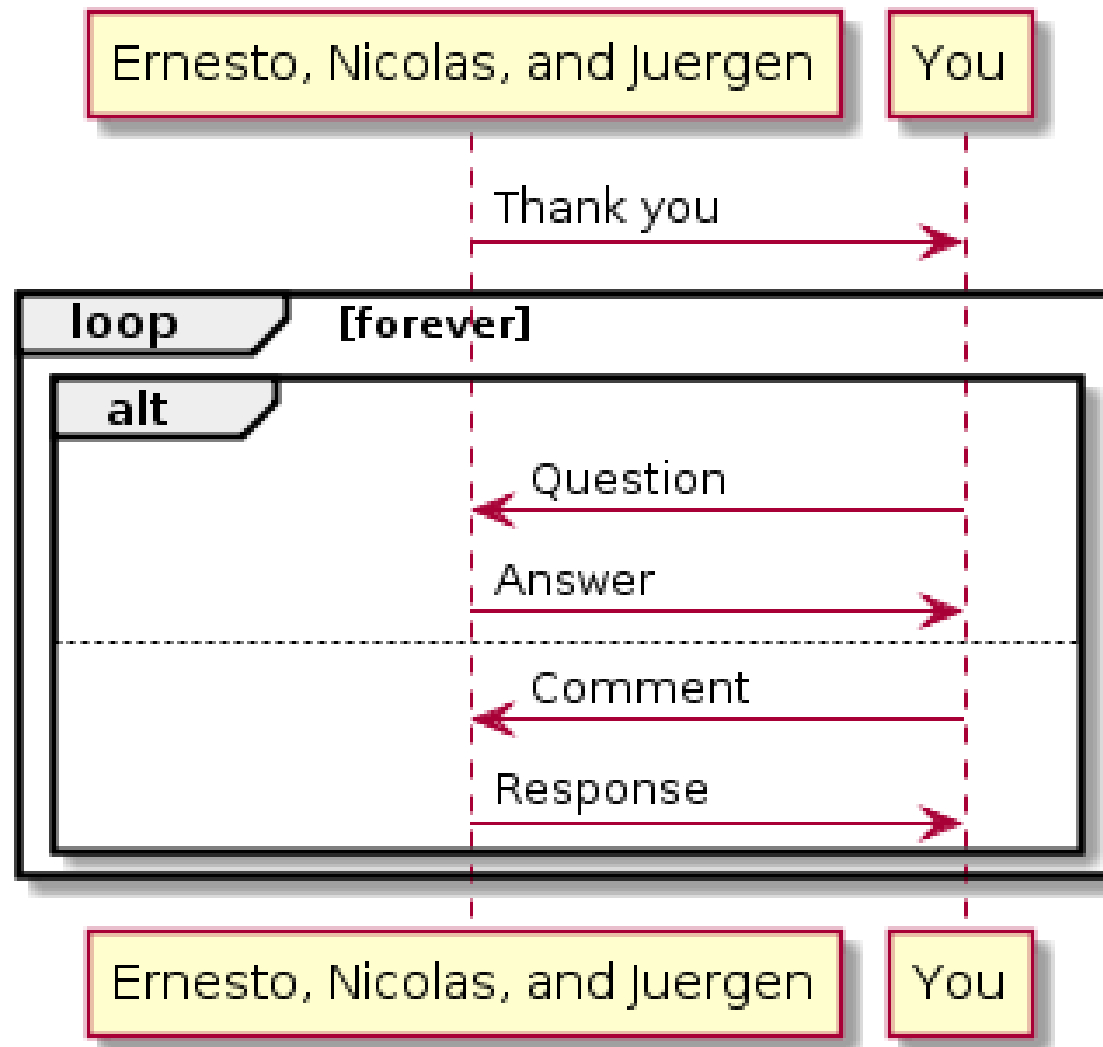 Ernesto, Nicolas, and Juergen
You
Thank you
loop
[forever]
alt
Question
Answer
Comment
Response
Ernesto, Nicolas, and Juergen
You